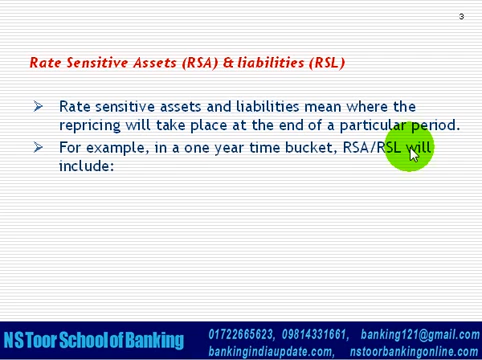 3
Rate Sensitive Assets (RSA) & liabilities (RSL)
Rate sensitive assets and liabilities mean where the
repricing will take place at the end of a particular period.
For example, in a one year time bucket, RSA/RSL will
include:
NS Toor School of Banking
01722665623, 09814331661, banking121@gmail.com
bankingindiaupdate.com, nstoorbankingonline.com